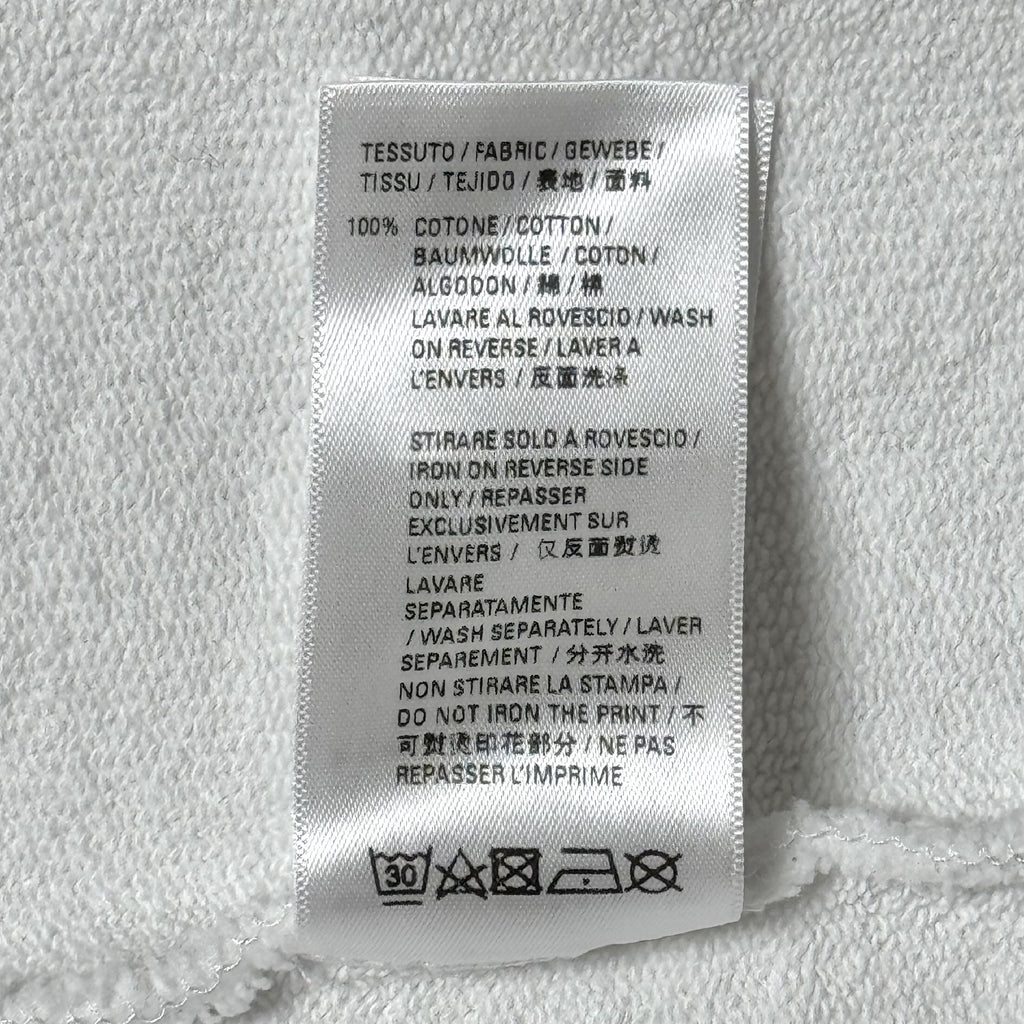 TESSUTO / FABRIC / GEWEBE /
TISSU / TEJIDO / 表地 / 面料
100% COTONE / COTTON /
BAUMWOLLE / COTON /
ALGODON / 綿 / 棉
LAVARE AL ROVESCIO / WASH
ON REVERSE / LAVER A
L'ENVERS / 反面洗涤
STIRARE SOLO A ROVESCIO /
IRON ON REVERSE SIDE
ONLY / REPASSER
EXCLUSIVEMENT SUR
L'ENVERS / 仅反面熨烫
LAVARE
SEPARATAMENTE
/ WASH SEPARATELY / LAVER
SEPAREMENT / 分开水洗
NON STIRARE LA STAMPA /
DO NOT IRON THE PRINT / 不
可熨烫印花部分 / NE PAS
REPASSER L'IMPRIME
30